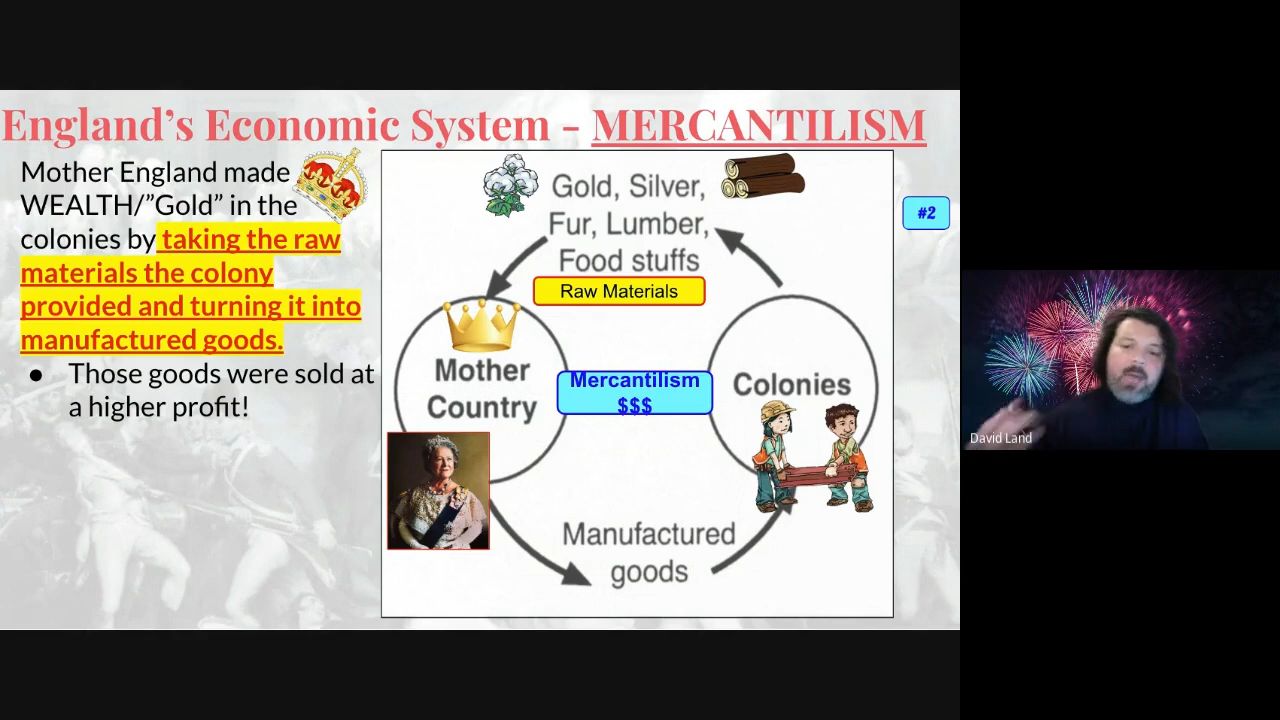 England’s Economic System - MERCANTILISM
Mother England made
WEALTH/”Gold” in the
colonies by taking the raw
materials the colony
provided and turning it into
manufactured goods.
● Those goods were sold at
a higher profit!
Gold, Silver,
Fur, Lumber,
Food stuffs
Raw Materials
Mother
Country
Mercantilism
$$$
Colonies
Manufactured
goods
#2
David Land